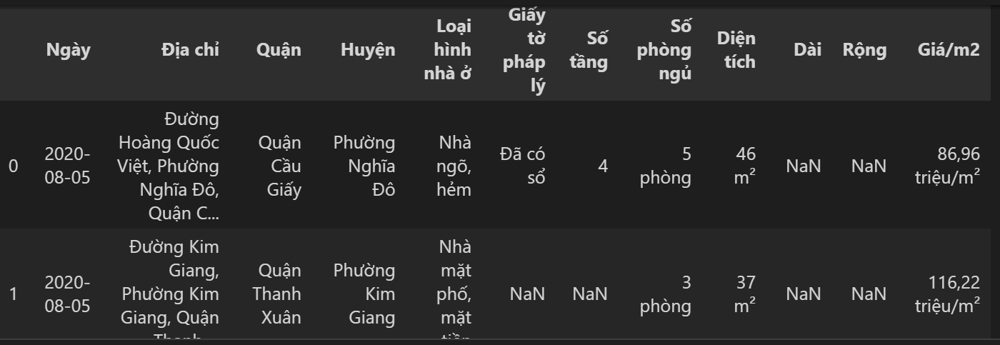 Ngày Địa chỉ Quận Huyện Loại hình nhà ở Giấy tờ pháp lý Số tầng Số phòng ngủ Diện tích Dài Rộng Giá/m2
0 2020-08-05 Đường Hoàng Quốc Việt, Phường Nghĩa Đô, Quận C... Quận Cầu Giấy Phường Nghĩa Đô Nhà ngõ, hẻm Đã có sổ 4 5 phòng 46 m² NaN NaN 86,96 triệu/m²
1 2020-08-05 Đường Kim Giang, Phường Kim Giang, Quận Thanh... Quận Thanh Xuân Phường Kim Giang Nhà mặt phố, mặt tiền NaN NaN 3 phòng 37 m² NaN NaN 116,22 triệu/m²